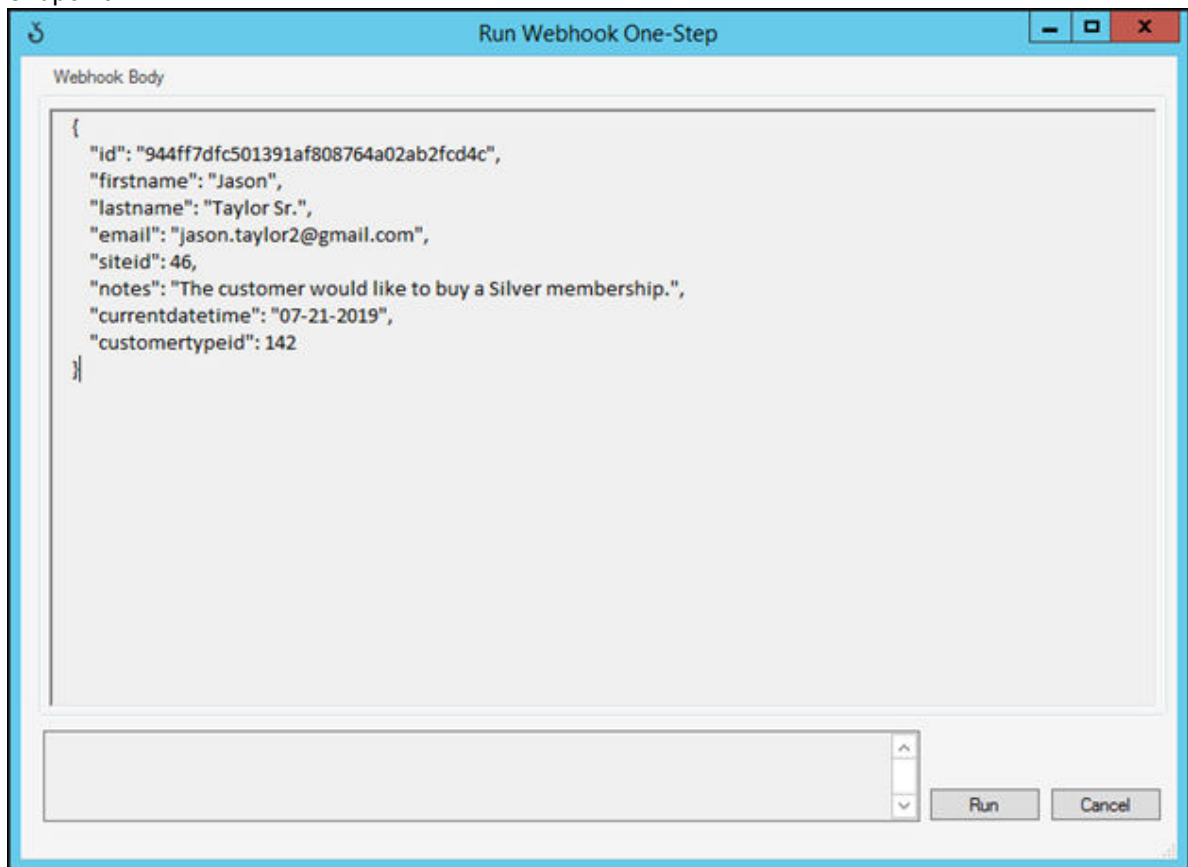 Run Webhook One-Step
Webhook Body
{
"id": "944ff7dfc501391af808764a02ab2fcd4c",
"firstname": "Jason",
"lastname": "Taylor Sr.",
"email": "jason.taylor2@gmail.com",
"siteid": 46,
"notes": "The customer would like to buy a Silver membership.",
"currentdatetime": "07-21-2019",
"customertypeid": 142
}
Run Cancel